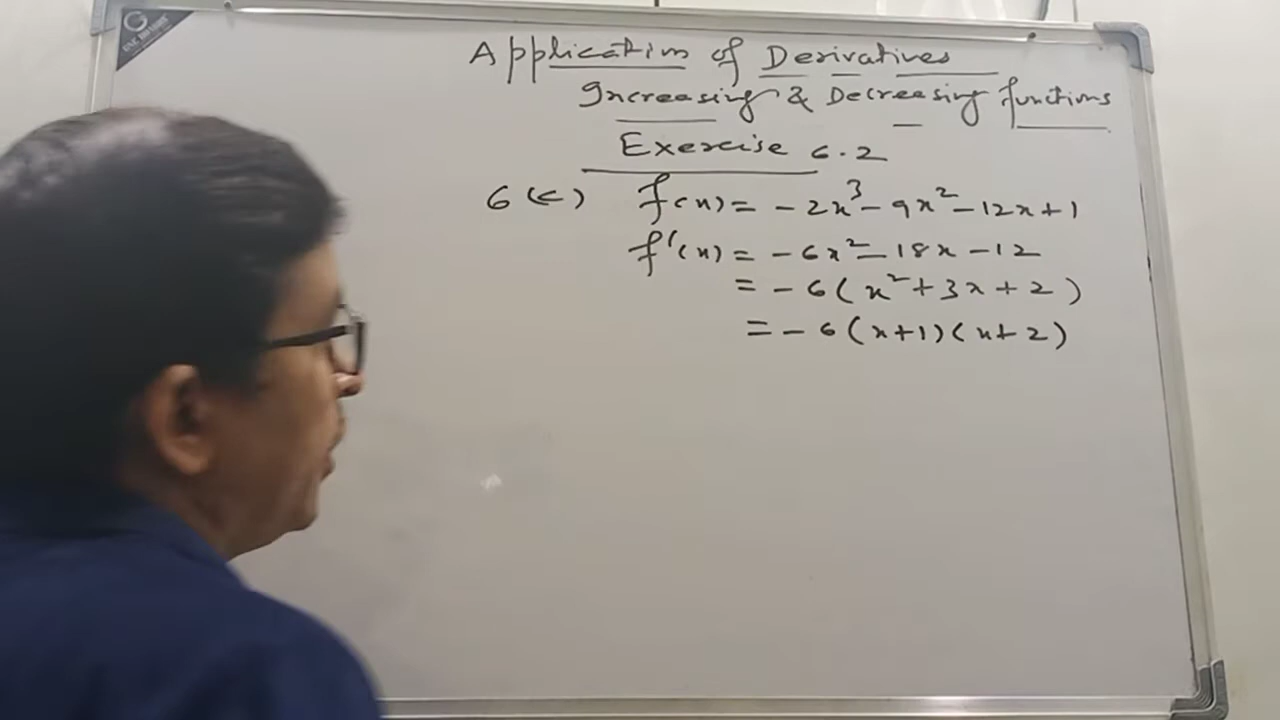 Application of Derivatives
Increasing & Decreasing functions
Exercise 6.2
6 (c) f(x) = -2x³ - 9x² - 12x + 1
f'(x) = -6x² - 18x - 12
= -6(x² + 3x + 2)
= -6(x+1)(x+2)